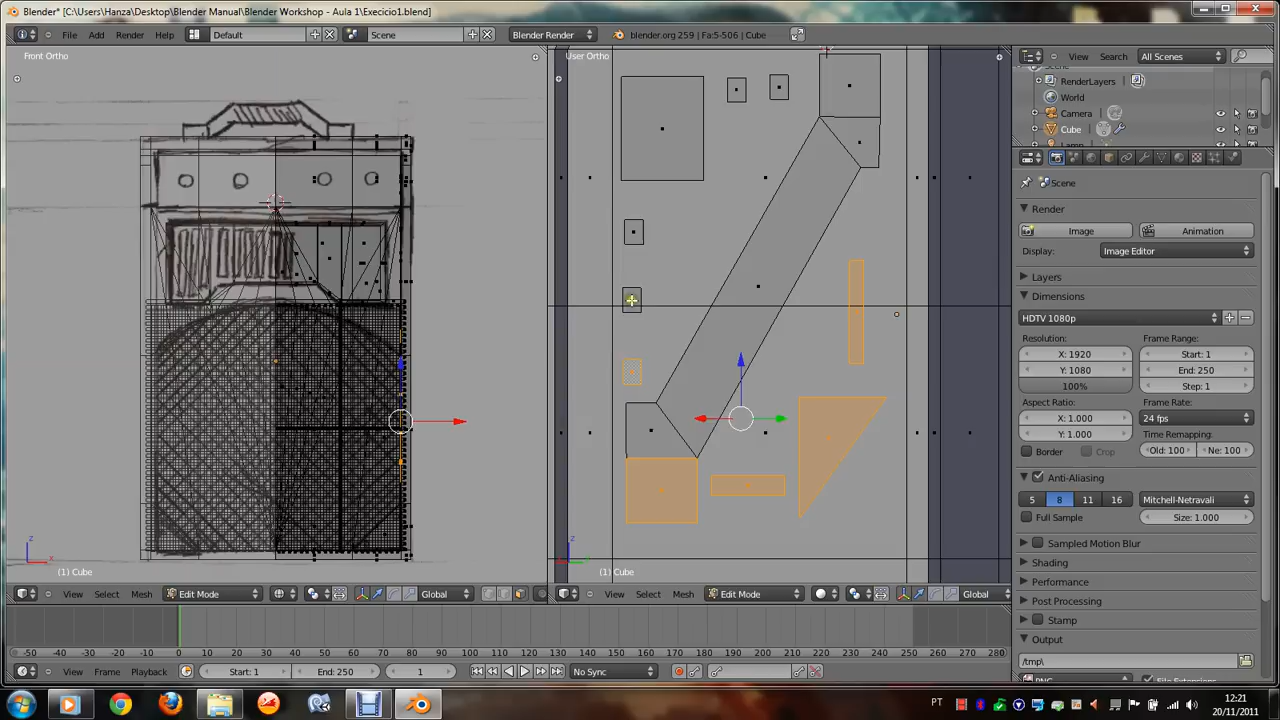 Blender* [C:\Users\Hanza\Desktop\Blender Manual\Blender Workshop - Aula 1\Execicio1.blend]
File Add Render Help Default Scene Blender Render blender.org 259 | Fa:5-506 | Cube
Front Ortho
User Ortho
View Search All Scenes
Scene
RenderLayers
World
Camera
Cube
Lamp
Scene
Render
Image Animation
Display: Image Editor
Layers
Dimensions
HDTV 1080p
Resolution: Frame Range:
X: 1920 Start: 1
Y: 1080 End: 250
100% Step: 1
Aspect Ratio: Frame Rate:
X: 1.000 24 fps
Y: 1.000 Time Remapping:
Border Crop Old: 100 Ne: 100
Anti-Aliasing
5 8 11 16 Mitchell-Netravali
Full Sample Size: 1.000
Sampled Motion Blur
Shading
Performance
Post Processing
Stamp
Output
/tmp\
PNG File Extensions
z x
(1) Cube
z y
(1) Cube
View Select Mesh Edit Mode Global
View Select Mesh Edit Mode Global
-50 -40 -30 -20 -10 0 10 20 30 40 50 60 70 80 90 100 110 120 130 140 150 160 170 180 190 200 210 220 230 240 250 260 270 280
View Frame Playback Start: 1 End: 250 1 No Sync
PT 12:21
20/11/2011